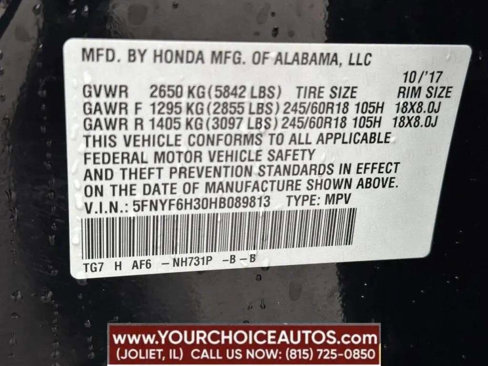 MFD. BY HONDA MFG. OF ALABAMA, LLC
10/'17
GVWR 2650 KG (5842 LBS) TIRE SIZE RIM SIZE
GAWR F 1295 KG (2855 LBS) 245/60R18 105H 18X8.0J
GAWR R 1405 KG (3097 LBS) 245/60R18 105H 18X8.0J
THIS VEHICLE CONFORMS TO ALL APPLICABLE
FEDERAL MOTOR VEHICLE SAFETY
AND THEFT PREVENTION STANDARDS IN EFFECT
ON THE DATE OF MANUFACTURE SHOWN ABOVE.
V.I.N.: 5FNYF6H30HB089813 TYPE: MPV
TG7 H AF6 - NH731P -B-B
WWW.YOURCHOICEAUTOS.COM
(JOLIET, IL) CALL US NOW: (815) 725-0850